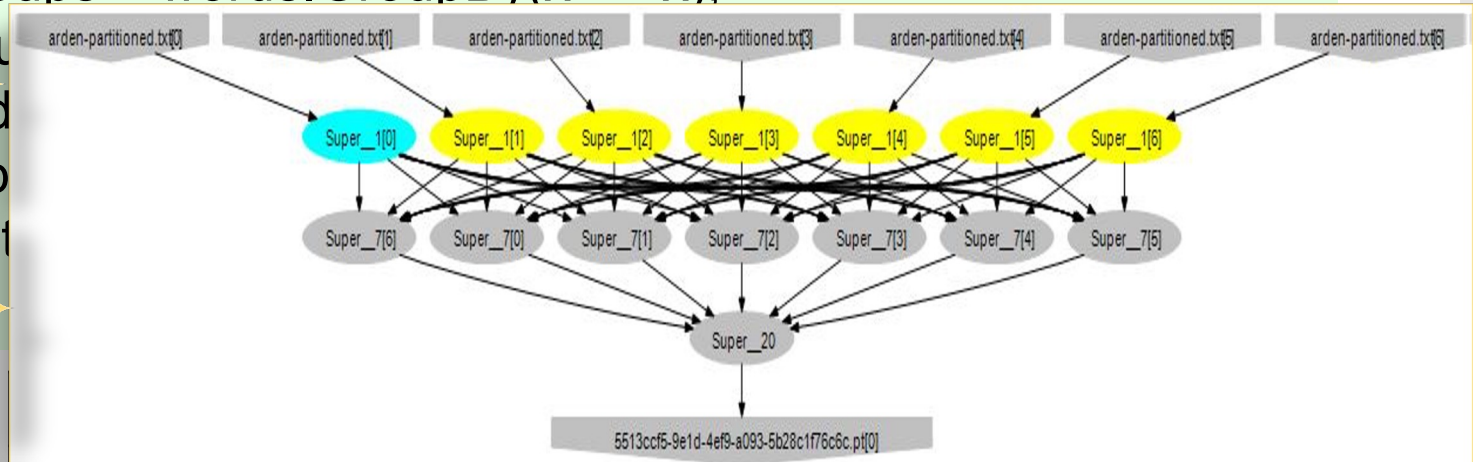 arden-partitioned.txt[0] arden-partitioned.txt[1] arden-partitioned.txt[2] arden-partitioned.txt[3] arden-partitioned.txt[4] arden-partitioned.txt[5] arden-partitioned.txt[6]
Super__1[0] Super__1[1] Super__1[2] Super__1[3] Super__1[4] Super__1[5] Super__1[6]
Super__7[6] Super__7[0] Super__7[1] Super__7[2] Super__7[3] Super__7[4] Super__7[5]
Super__20
5513ccf5-9e1d-4ef9-a093-5b28c1f76c6c.pt[0]